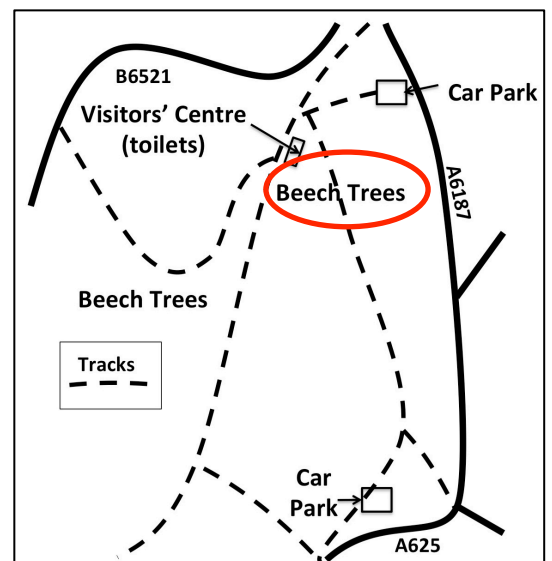 B6521
Visitors’ Centre
(toilets)
Car Park
Beech Trees
A6187
Beech Trees
Tracks
Car
Park
A625